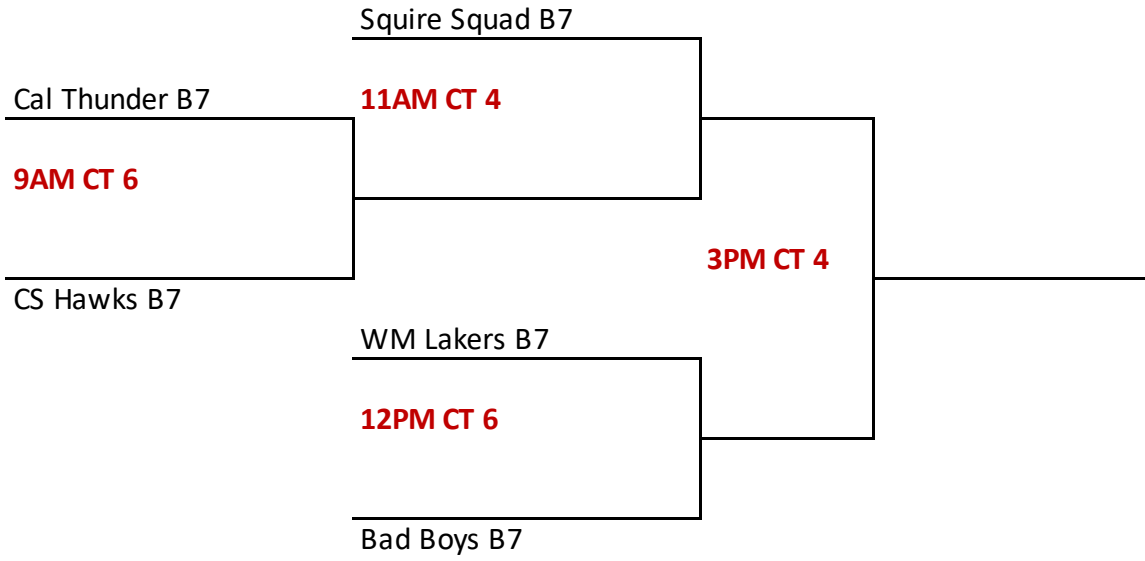 Squire Squad B7
Cal Thunder B7
11AM CT 4
9AM CT 6
3PM CT 4
CS Hawks B7
WM Lakers B7
12PM CT 6
Bad Boys B7